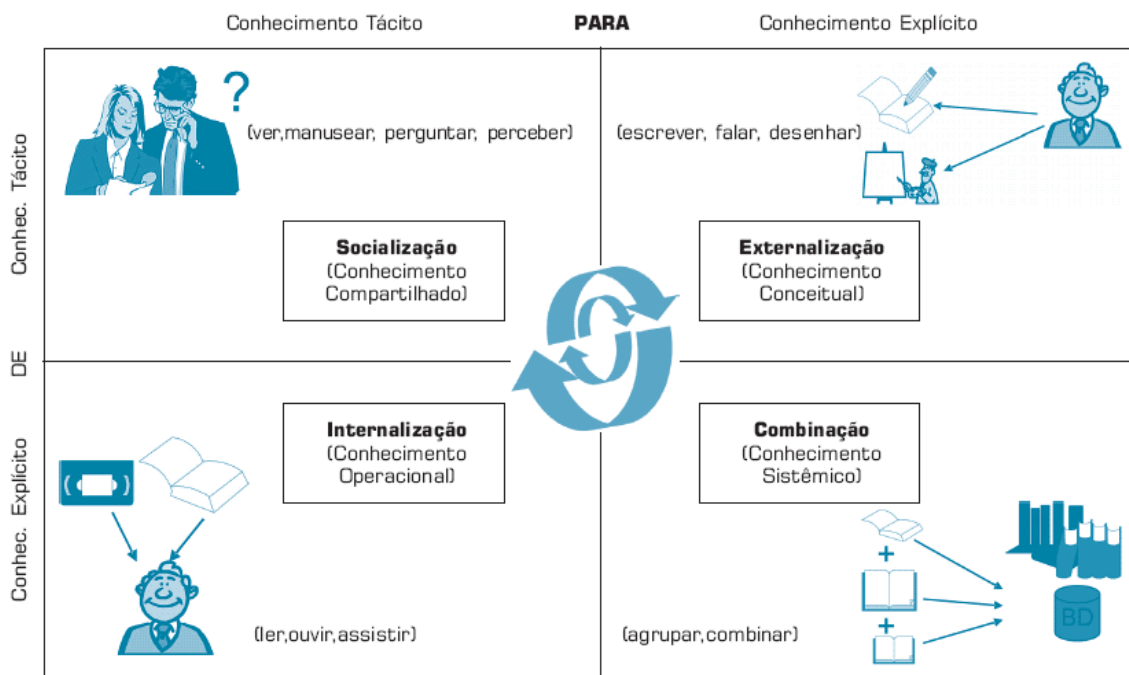 Conhecimento Tácito
PARA
Conhecimento Explícito
Conhec. Tácito
?
(ver,manusear, perguntar, perceber)
(escrever, falar, desenhar)
Socialização
(Conhecimento
Compartilhado)
Externalização
(Conhecimento
Conceitual)
DE
Conhec. Explícito
Internalização
(Conhecimento
Operacional)
Combinação
(Conhecimento
Sistêmico)
+
+
BD
(ler,ouvir,assistir)
(agrupar,combinar)